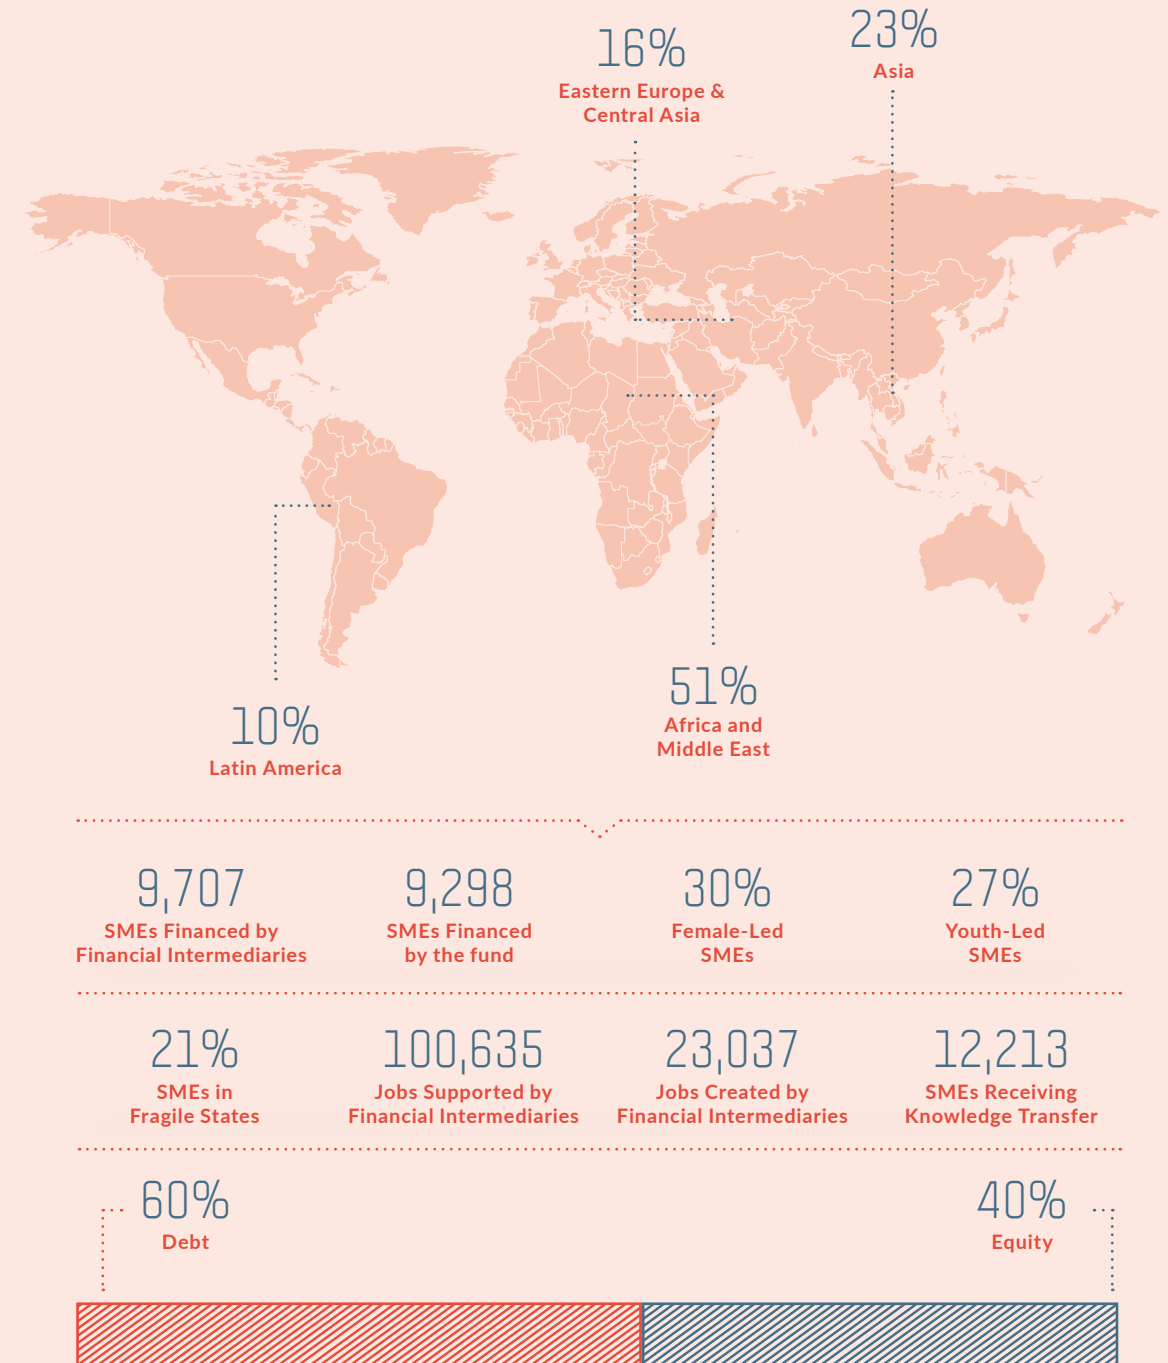 23%
Asia
16%
Eastern Europe &
Central Asia
51%
Africa and
Middle East
10%
Latin America
9,707
SMEs Financed by
Financial Intermediaries
9,298
SMEs Financed
by the fund
30%
Female-Led
SMEs
27%
Youth-Led
SMEs
21%
SMEs in
Fragile States
100,635
Jobs Supported by
Financial Intermediaries
23,037
Jobs Created by
Financial Intermediaries
12,213
SMEs Receiving
Knowledge Transfer
60%
Debt
40%
Equity